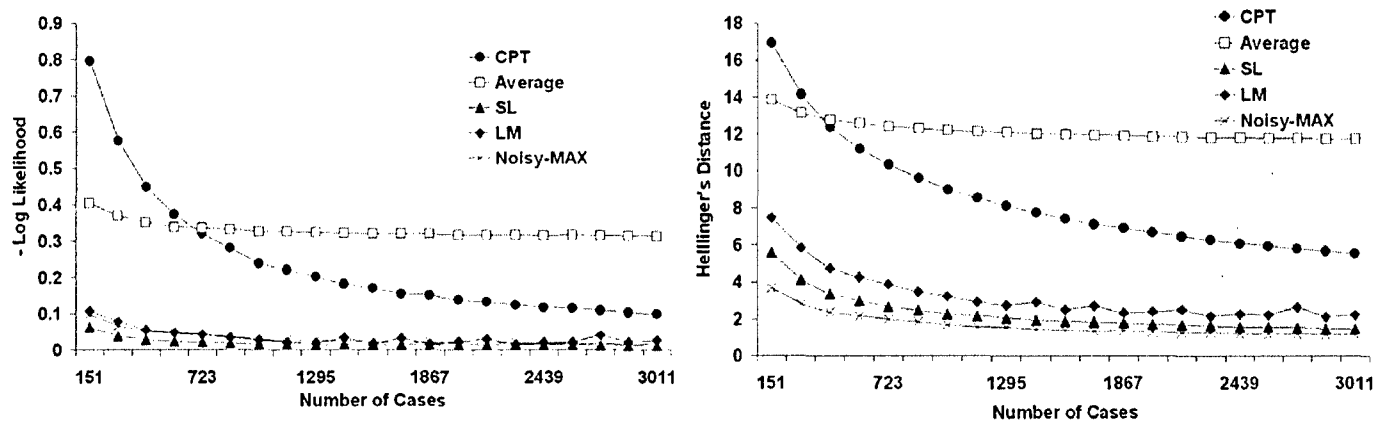 0.9
0.8
0.7
0.6
0.5
0.4
0.3
0.2
0.1
0
- Log Likelihood
151 723 1295 1867 2439 3011
Number of Cases
CPT
Average
SL
LM
Noisy-MAX
18
16
14
12
10
8
6
4
2
0
Helllinger's Distance
151 723 1295 1867 2439 3011
Number of Cases
CPT
Average
SL
LM
Noisy-MAX